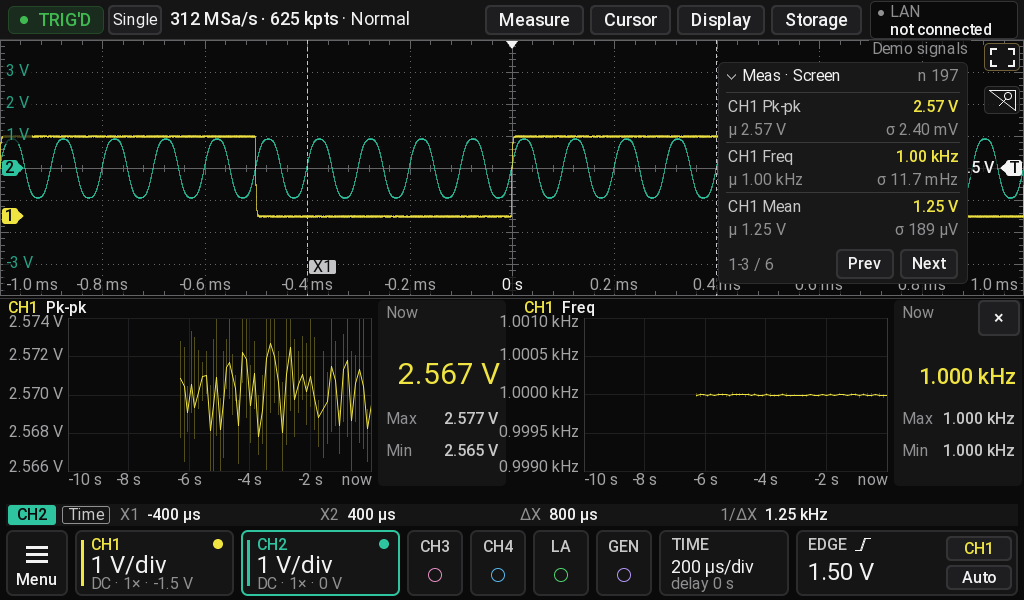 TRIG'D Single 312 MSa/s · 625 kpts · Normal Measure Cursor Display Storage LAN
not connected
Demo signals
3 V
2 V
1 V
-3 V
2
1
X1
T
-1.0 ms -0.8 ms -0.6 ms -0.4 ms -0.2 ms 0 s 0.2 ms 0.4 1.0 ms
Meas · Screen n 197
CH1 Pk-pk 2.57 V
μ 2.57 V σ 2.40 mV
CH1 Freq 1.00 kHz
μ 1.00 kHz σ 11.7 mHz
CH1 Mean 1.25 V
μ 1.25 V σ 189 μV
1-3 / 6 Prev Next
.5 V
CH1 Pk-pk
2.574 V
2.572 V
2.570 V
2.568 V
2.566 V
-10 s -8 s -6 s -4 s -2 s now
Now
2.567 V
Max 2.577 V
Min 2.565 V
CH1 Freq
1.0010 kHz
1.0005 kHz
1.0000 kHz
0.9995 kHz
0.9990 kHz
-10 s -8 s -6 s -4 s -2 s now
Now ×
1.000 kHz
Max 1.000 kHz
Min 1.000 kHz
CH2 Time X1 -400 μs X2 400 μs ΔX 800 μs 1/ΔX 1.25 kHz
Menu
CH1
1 V/div
DC · 1× · -1.5 V
CH2
1 V/div
DC · 1× · 0 V
CH3
CH4
LA
GEN
TIME
200 μs/div
delay 0 s
EDGE
1.50 V
CH1
Auto